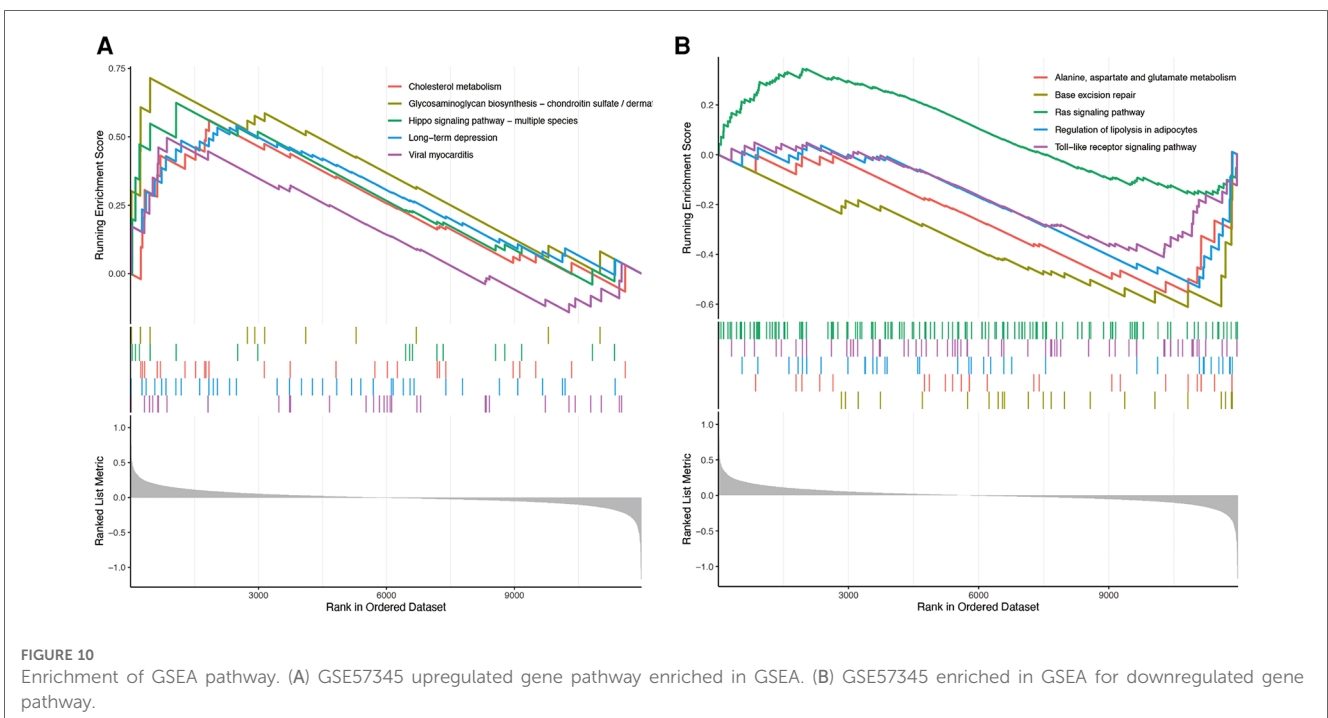 A
B
Running Enrichment Score
0.75
0.50
0.25
0.00
Cholesterol metabolism
Glycosaminoglycan biosynthesis – chondroitin sulfate / dermat
Hippo signaling pathway – multiple species
Long−term depression
Viral myocarditis
Running Enrichment Score
0.2
0.0
−0.2
−0.4
−0.6
Alanine, aspartate and glutamate metabolism
Base excision repair
Ras signaling pathway
Regulation of lipolysis in adipocytes
Toll−like receptor signaling pathway
Ranked List Metric
1.0
0.5
0.0
−0.5
−1.0
3000
6000
9000
Rank in Ordered Dataset
Ranked List Metric
1.0
0.5
0.0
−0.5
−1.0
3000
6000
9000
Rank in Ordered Dataset
FIGURE 10
Enrichment of GSEA pathway. (A) GSE57345 upregulated gene pathway enriched in GSEA. (B) GSE57345 enriched in GSEA for downregulated gene
pathway.